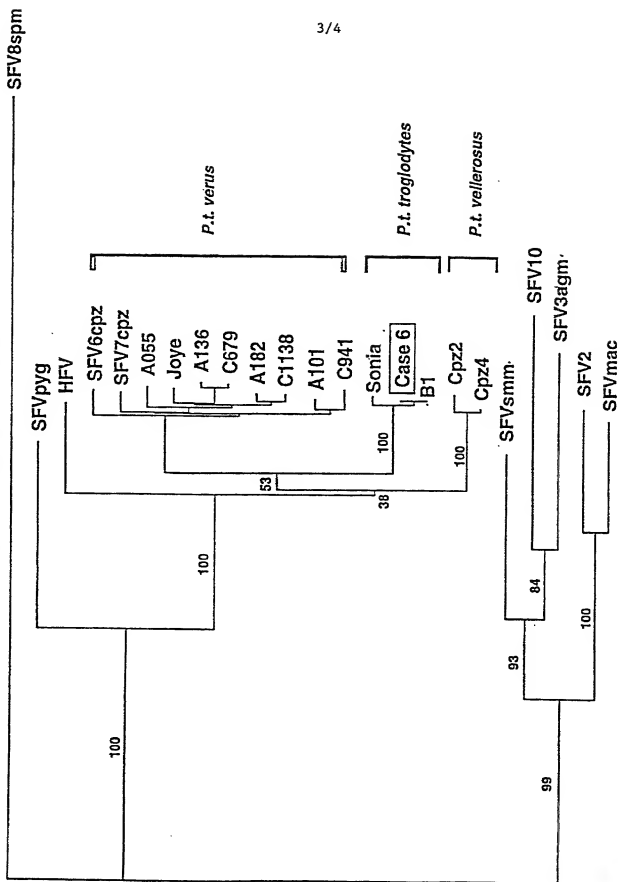 3/4
SFV8spm
SFVpyg
HFV
SFV6cpz
SFV7cpz
A055
Joye
A136
C679
A182
C1138
A101
C941
P.t. verus
Sonia
Case 6
B1
P.t. troglodytes
Cpz2
Cpz4
P.t. vellerosus
SFVsmm
SFV10
SFV3agm
SFV2
SFVmac
100
100
53
100
38
100
99
93
84
100